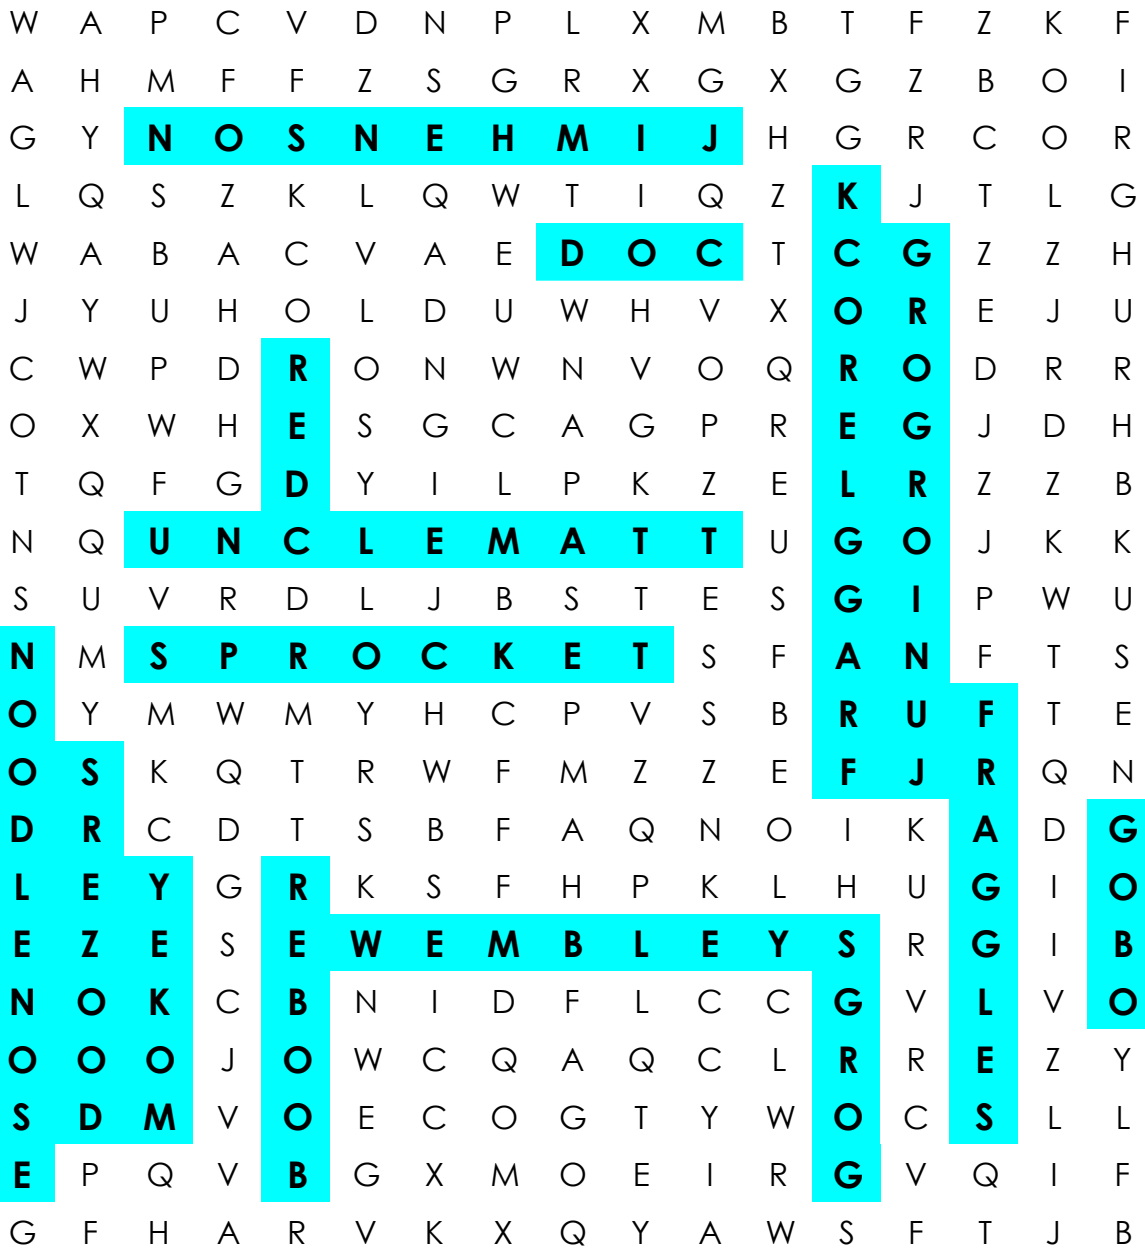 W A P C V D N P L X M B T F Z K F
A H M F F Z S G R X G X G Z B O I
G Y N O S N E H M I J H G R C O R
L Q S Z K L Q W T I Q Z K J T L G
W A B A C V A E D O C T C G Z Z H
J Y U H O L D U W H V X O R E J U
C W P D R O N W N V O Q R O D R R
O X W H E S G C A G P R E G J D H
T Q F G D Y I L P K Z E L R Z Z B
N Q U N C L E M A T T U G O J K K
S U V R D L J B S T E S G I P W U
N M S P R O C K E T S F A N F T S
O Y M W M Y H C P V S B R U F T E
O S K Q T R W F M Z Z E F J R Q N
D R C D T S B F A Q N O I K A D G
L E Y G R K S F H P K L H U G I O
E Z E S E W E M B L E Y S R G I B
N O K C B N I D F L C C G V L V O
O O O J O W C Q A Q C L R R E Z Y
S D M V O E C O G T Y W O C S L L
E P Q V B G X M O E I R G V Q I F
G F H A R V K X Q Y A W S F T J B